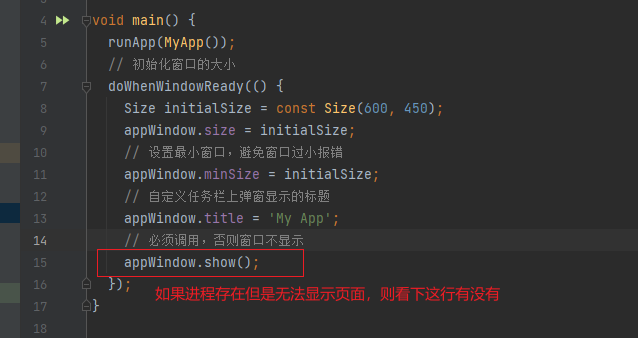 4 void main() {
5 runApp(MyApp());
6 // 初始化窗口的大小
7 doWhenWindowReady(() {
8 Size initialSize = const Size(600, 450);
9 appWindow.size = initialSize;
10 // 设置最小窗口，避免窗口过小报错
11 appWindow.minSize = initialSize;
12 // 自定义任务栏上弹窗显示的标题
13 appWindow.title = 'My App';
14 // 必须调用，否则窗口不显示
15 appWindow.show();
16 });
如果进程存在但是无法显示页面，则看下这行有没有
17 }
18